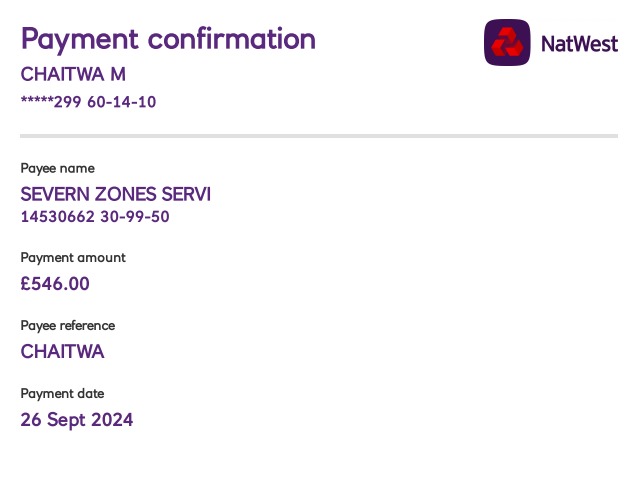 Payment confirmation
NatWest
CHAITWA M
*****299 60-14-10
Payee name
SEVERN ZONES SERVI
14530662 30-99-50
Payment amount
£546.00
Payee reference
CHAITWA
Payment date
26 Sept 2024